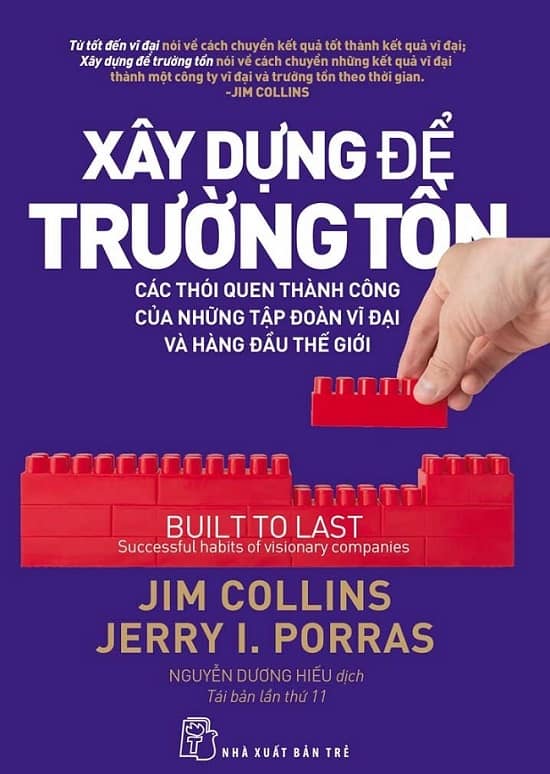 Từ tốt đến vĩ đại nói về cách chuyển kết quả tốt thành kết quả vĩ đại;
Xây dựng để trường tồn nói về cách chuyển những kết quả vĩ đại
thành một công ty vĩ đại và trường tồn theo thời gian.
-JIM COLLINS
XÂY DỰNG ĐỂ
TRƯỜNG TỒN
CÁC THÓI QUEN THÀNH CÔNG
CỦA NHỮNG TẬP ĐOÀN VĨ ĐẠI
VÀ HÀNG ĐẦU THẾ GIỚI
BUILT TO LAST
Successful habits of visionary companies
JIM COLLINS
JERRY I. PORRAS
NGUYỄN DƯƠNG HIẾU dịch
Tái bản lần thứ 11
NHÀ XUẤT BẢN TRẺ